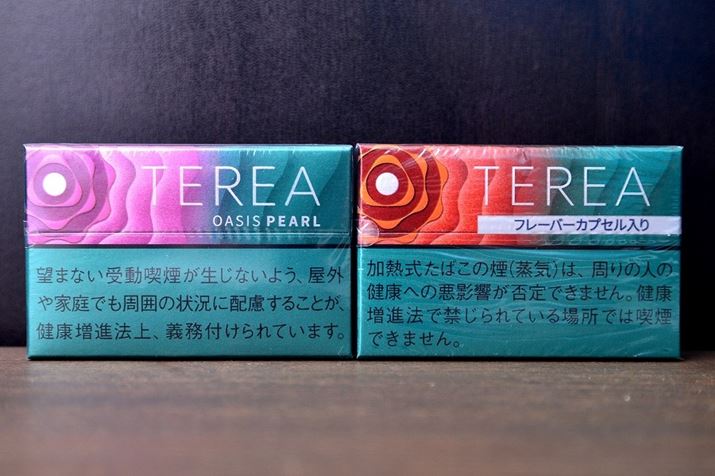 TEREA
OASIS PEARL
望まない受動喫煙が生じないよう、屋外
や家庭でも周囲の状況に配慮することが、
健康増進法上、義務付けられています。
TEREA
フレーバーカプセル入り
加熱式たばこの煙(蒸気)は、周りの人の
健康への悪影響が否定できません。健康
増進法で禁じられている場所では喫煙
できません。